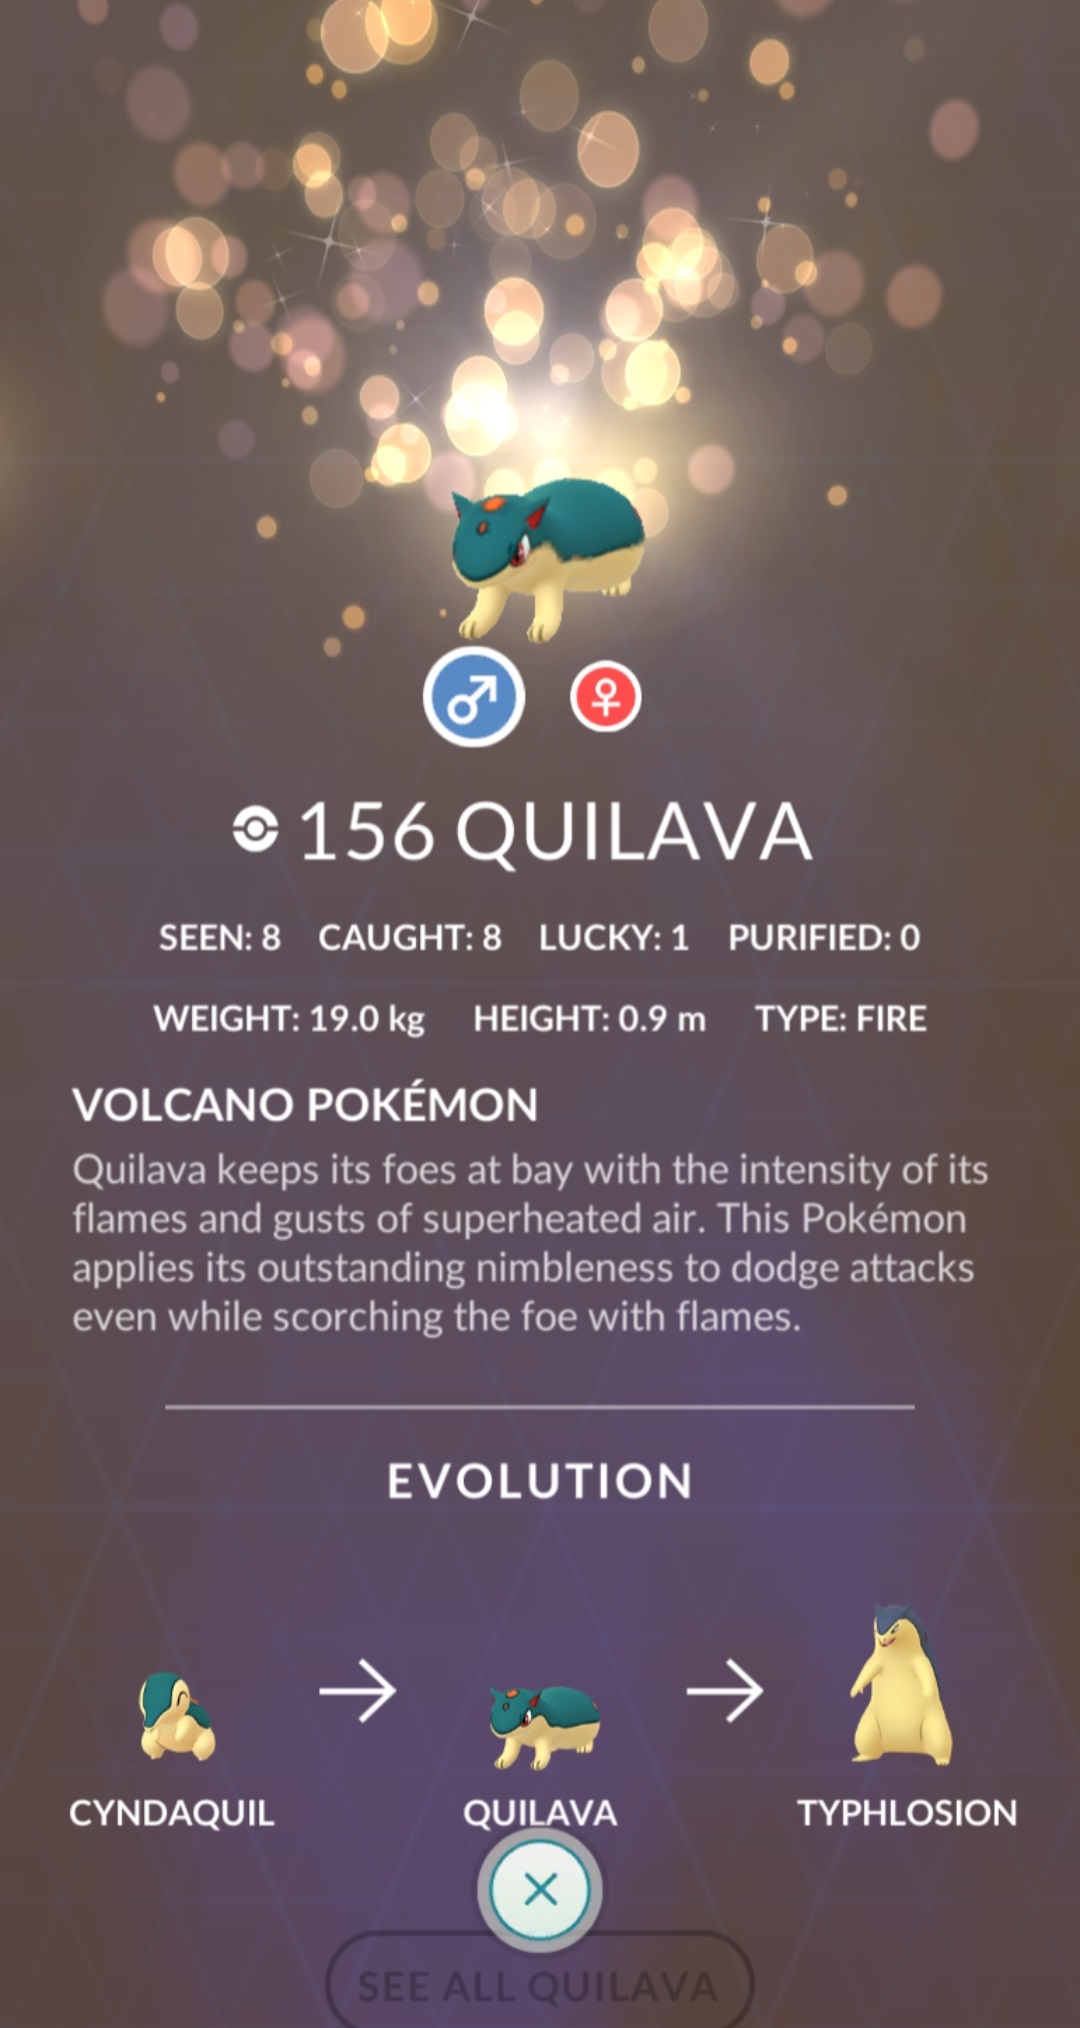 156 QUILAVA
SEEN: 8 CAUGHT: 8 LUCKY: 1 PURIFIED: 0
WEIGHT: 19.0 kg HEIGHT: 0.9 m TYPE: FIRE
VOLCANO POKÉMON
Quilava keeps its foes at bay with the intensity of its
flames and gusts of superheated air. This Pokémon
applies its outstanding nimbleness to dodge attacks
even while scorching the foe with flames.
EVOLUTION
CYNDAQUIL QUILAVA TYPHLOSION
SEE ALL QUILAVA